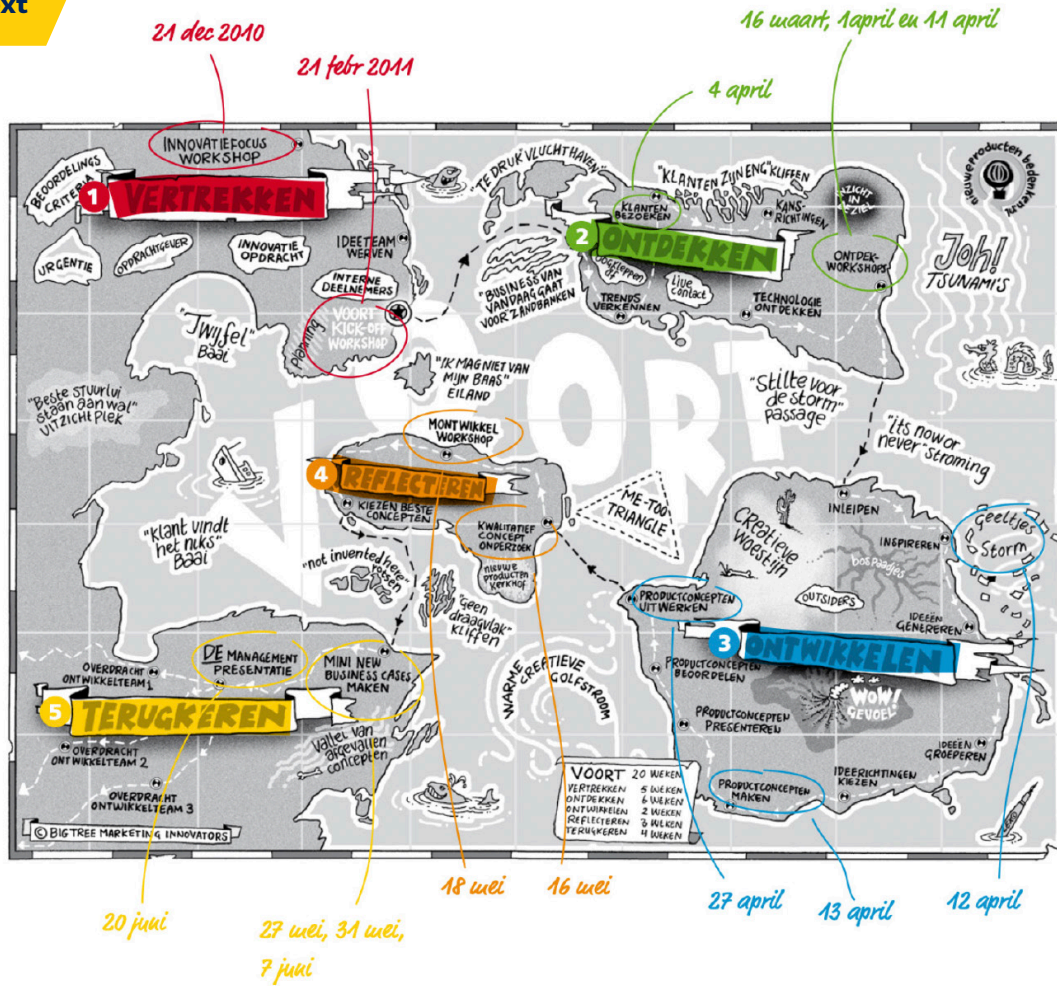 xt
21 dec 2010
21 febr 2011
16 maart, 1april en 11 april
4 april
INNOVATIEFOCUS
WORKSHOP
BEOORDELINGS
CRITERIA
1 VERTREKKEN
URGENTIE
OPDRACHTGEVER
INNOVATIE
OPDRACHT
IDEETEAM
WERVEN
INTERNE
DEELNEMERS
Planning
VOORT
KICK-OFF
WORKSHOP
"TE DRUK VLUCHTHAVEN"
"KLANTEN ZIJN ENG" KLIFFEN
KLANTEN
BEZOEKEN
KANS-
RICHTINGEN
nieuwe producten bedenken.nl
2 ONTDEKKEN
ONTDEK-
WORKSHOPS
Live
contact
TRENDS
VERKENNEN
TECHNOLOGIE
ONTDEKKEN
"BUSINESS VAN
VANDAAG GAAT
VOOR" ZANDBANKEN
Joh!
TSUNAMI'S
"Twijfel"
Baai
"Beste stuurlui
staan aan wal"
UITZICHTPLEK
"IK MAG NIET VAN
MIJN BAAS"
EILAND
VOORT
"Stilte voor
de storm"
passage
"its now or
never" stroming
MONTWIKKEL
WORKSHOP
4 REFLECTEREN
KIEZEN BESTE
CONCEPTEN
KWALITATIEF
CONCEPT
ONDERZOEK
nieuwe
producten
kerkhof
ME-TOO
TRIANGLE
"Klant vindt
het niks"
Baai
"not invented here"
rotsen
"geen
draagvlak"
KLIFFEN
INLEIDEN
Creatieve
woestijn
INSPIREREN
Geeltjes
Storm
OUTSIDERS
IDEEËN
GENEREREN
PRODUCTCONCEPTEN
UITWERKEN
3 ONTWIKKELEN
PRODUCTCONCEPTEN
BEOORDELEN
WOW!
GEVOEL
PRODUCTCONCEPTEN
PRESENTEREN
IDEEËN
GROEPEREN
IDEERICHTINGEN
KIEZEN
PRODUCTCONCEPTEN
MAKEN
WARME CREATIEVE GOLFSTROOM
DE MANAGEMENT
PRESENTATIE
MINI NEW
BUSINESS CASES
MAKEN
OVERDRACHT
ONTWIKKELTEAM 1
5 TERUGKEREN
OVERDRACHT
ONTWIKKELTEAM 2
OVERDRACHT
ONTWIKKELTEAM 3
Vallei van
afgevallen
concepten
VOORT 20 WEKEN
VERTREKKEN 5 WEKEN
ONTDEKKEN 6 WEKEN
ONTWIKKELEN 2 WEKEN
REFLECTEREN 3 WEKEN
TERUGKEREN 4 WEKEN
© BIG TREE MARKETING INNOVATORS
18 mei
16 mei
27 april
13 april
12 april
20 juni
27 mei, 31 mei,
7 juni